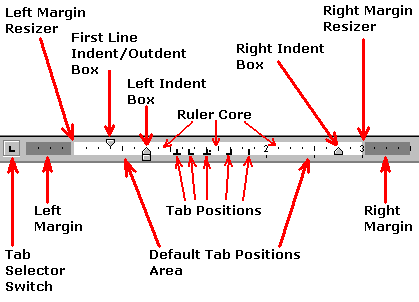 Left Margin
Resizer
First Line
Indent/Outdent
Box
Left Indent
Box
Right Indent
Box
Right Margin
Resizer
Ruler Core
2
3
Left
Margin
Tab Positions
Right
Margin
Tab
Selector
Switch
Default Tab Positions
Area